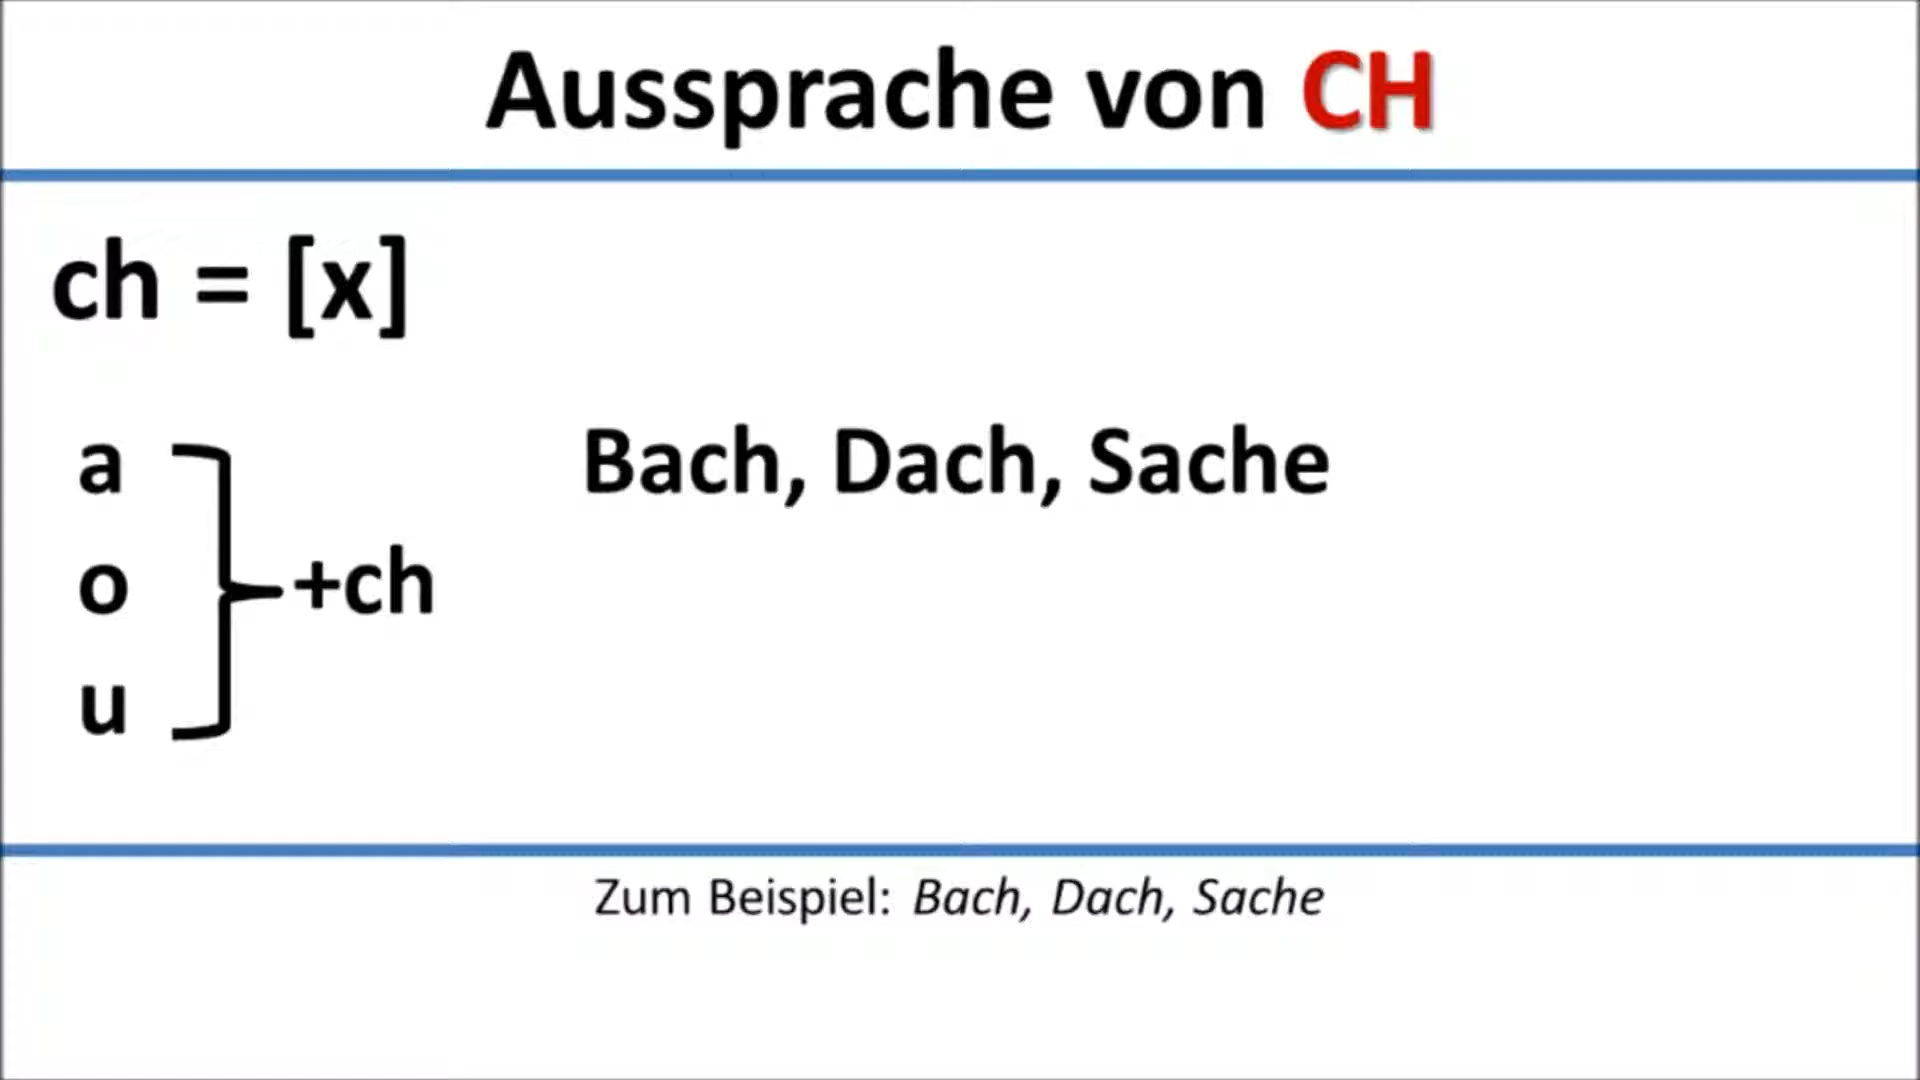 Aussprache von CH
ch = [x]
a
Bach, Dach, Sache
o
+ch
u
Zum Beispiel: Bach, Dach, Sache